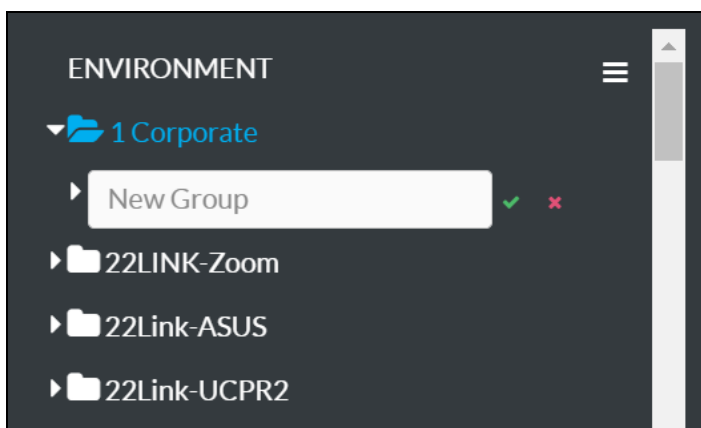 ENVIRONMENT
1 Corporate
New Group
22LINK-Zoom
22Link-ASUS
22Link-UCPR2